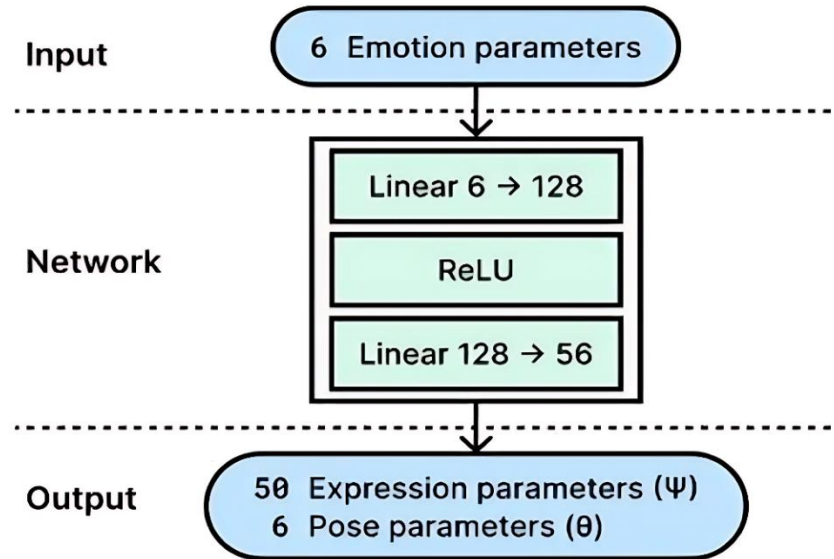 Input
6 Emotion parameters
Network
Linear 6 → 128
ReLU
Linear 128 → 56
Output
50 Expression parameters (Ψ)
6 Pose parameters (θ)